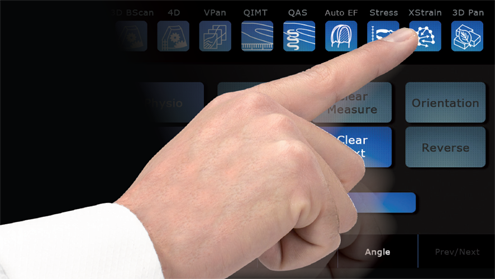 4D
VPan
QIMT
QAS
Auto EF
Stress
XStrain
3D Pan
Clear
Measure
Orientation
Clear
Reverse
Angle
Prev/Next